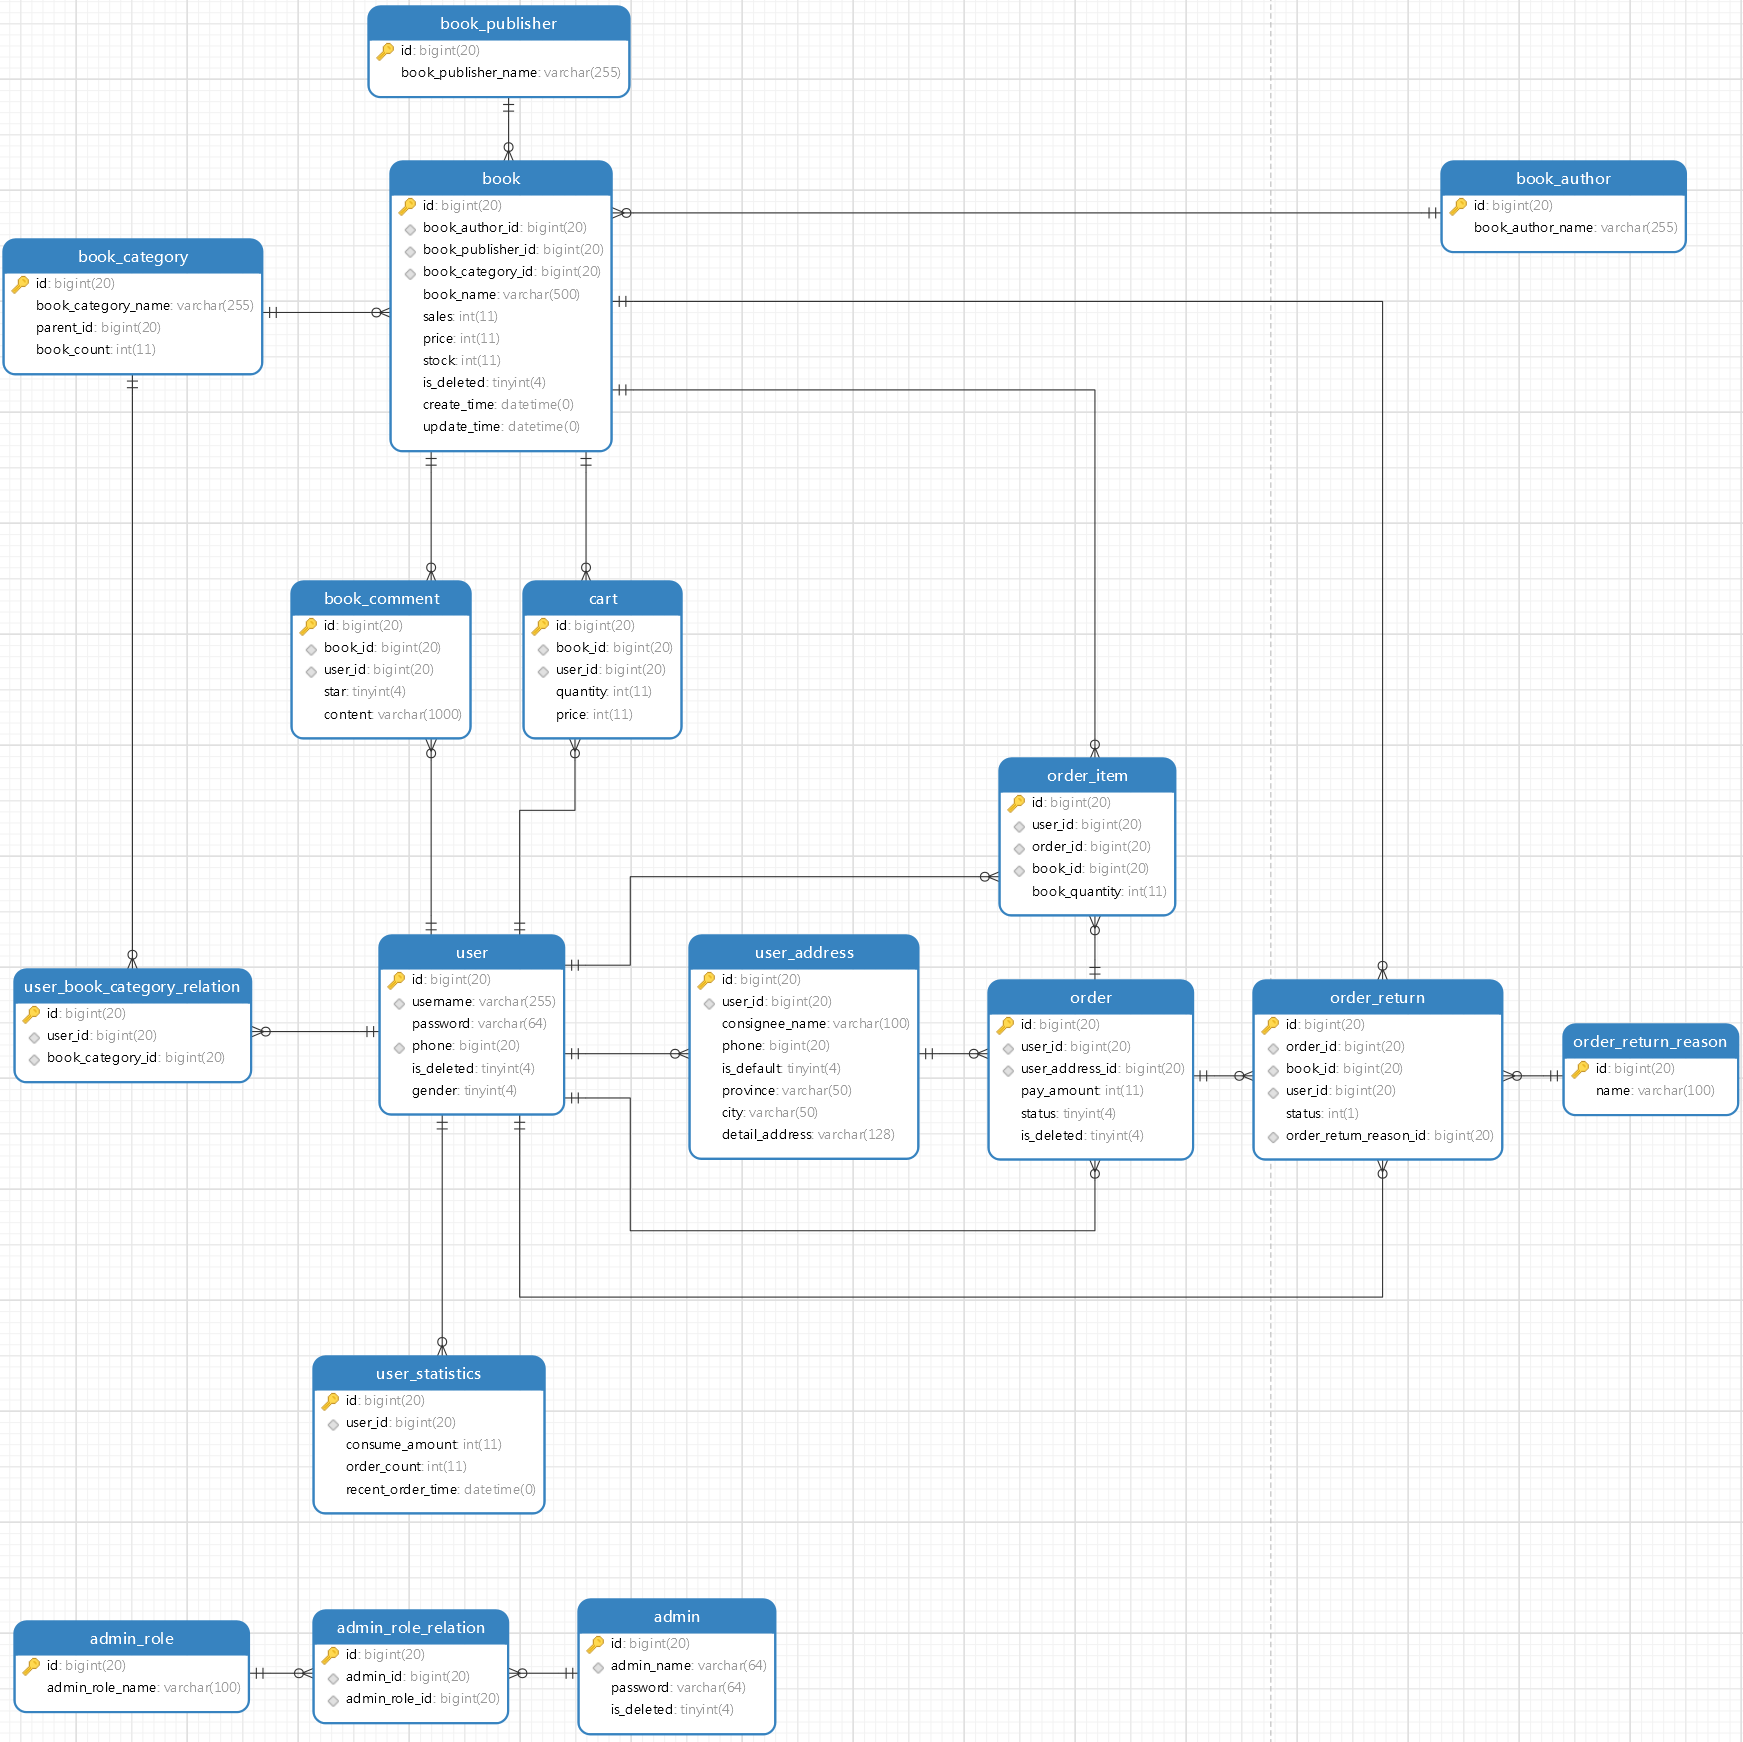 book_publisher
id: bigint(20)
book_publisher_name: varchar(255)
book
id: bigint(20)
book_author_id: bigint(20)
book_publisher_id: bigint(20)
book_category_id: bigint(20)
book_name: varchar(500)
sales: int(11)
price: int(11)
stock: int(11)
is_deleted: tinyint(4)
create_time: datetime(0)
update_time: datetime(0)
book_author
id: bigint(20)
book_author_name: varchar(255)
book_category
id: bigint(20)
book_category_name: varchar(255)
parent_id: bigint(20)
book_count: int(11)
book_comment
id: bigint(20)
book_id: bigint(20)
user_id: bigint(20)
star: tinyint(4)
content: varchar(1000)
cart
id: bigint(20)
book_id: bigint(20)
user_id: bigint(20)
quantity: int(11)
price: int(11)
order_item
id: bigint(20)
user_id: bigint(20)
order_id: bigint(20)
book_id: bigint(20)
book_quantity: int(11)
user_book_category_relation
id: bigint(20)
user_id: bigint(20)
book_category_id: bigint(20)
user
id: bigint(20)
username: varchar(255)
password: varchar(64)
phone: bigint(20)
is_deleted: tinyint(4)
gender: tinyint(4)
user_address
id: bigint(20)
user_id: bigint(20)
consignee_name: varchar(100)
phone: bigint(20)
is_default: tinyint(4)
province: varchar(50)
city: varchar(50)
detail_address: varchar(128)
order
id: bigint(20)
user_id: bigint(20)
user_address_id: bigint(20)
pay_amount: int(11)
status: tinyint(4)
is_deleted: tinyint(4)
order_return
id: bigint(20)
order_id: bigint(20)
book_id: bigint(20)
user_id: bigint(20)
status: int(1)
order_return_reason_id: bigint(20)
order_return_reason
id: bigint(20)
name: varchar(100)
user_statistics
id: bigint(20)
user_id: bigint(20)
consume_amount: int(11)
order_count: int(11)
recent_order_time: datetime(0)
admin_role
id: bigint(20)
admin_role_name: varchar(100)
admin_role_relation
id: bigint(20)
admin_id: bigint(20)
admin_role_id: bigint(20)
admin
id: bigint(20)
admin_name: varchar(64)
password: varchar(64)
is_deleted: tinyint(4)